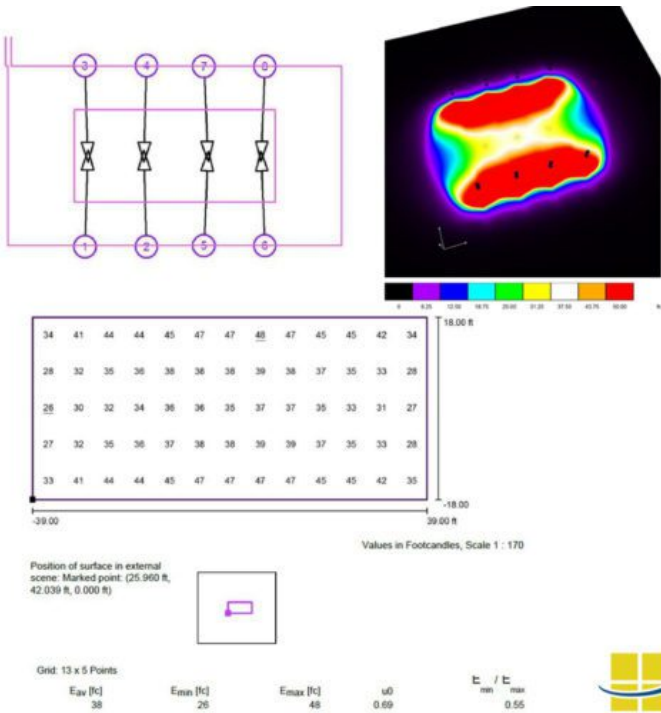 3 4 7 8
1 2 5 6
0 6.25 12.50 18.75 25.00 31.25 37.50 43.75 50.00
34 41 44 44 45 47 47 48 47 45 45 42 34
18.00 ft
28 32 35 36 38 38 38 39 38 37 35 33 28
26 30 32 34 36 36 35 37 37 35 33 31 27
27 32 35 36 37 38 38 39 39 37 35 33 28
33 41 44 44 45 47 47 47 47 45 45 42 35
-18.00
-39.00 39.00 ft
Values in Footcandles, Scale 1 : 170
Position of surface in external
scene: Marked point: (25.960 ft,
42.039 ft, 0.000 ft)
Grid: 13 x 5 Points
Eav [fc] Emin [fc] Emax [fc] u0 Emin / Emax
38 26 48 0.69 0.55